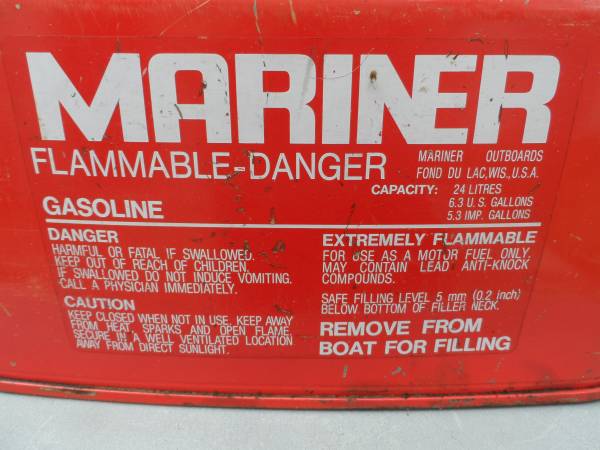 MARINER
FLAMMABLE-DANGER
MARINER OUTBOARDS
FOND DU LAC, WIS., U.S.A.
CAPACITY: 24 LITRES
6.3 U.S. GALLONS
5.3 IMP. GALLONS
GASOLINE
DANGER
HARMFUL OR FATAL IF SWALLOWED.
KEEP OUT OF REACH OF CHILDREN.
IF SWALLOWED DO NOT INDUCE VOMITING.
CALL A PHYSICIAN IMMEDIATELY.
CAUTION
KEEP CLOSED WHEN NOT IN USE. KEEP AWAY
FROM HEAT, SPARKS AND OPEN FLAME.
SECURE IN A WELL VENTILATED LOCATION
AWAY FROM DIRECT SUNLIGHT.
EXTREMELY FLAMMABLE
FOR USE AS A MOTOR FUEL ONLY.
MAY CONTAIN LEAD ANTI-KNOCK
COMPOUNDS.
SAFE FILLING LEVEL 5 mm (0.2 inch)
BELOW BOTTOM OF FILLER NECK.
REMOVE FROM
BOAT FOR FILLING